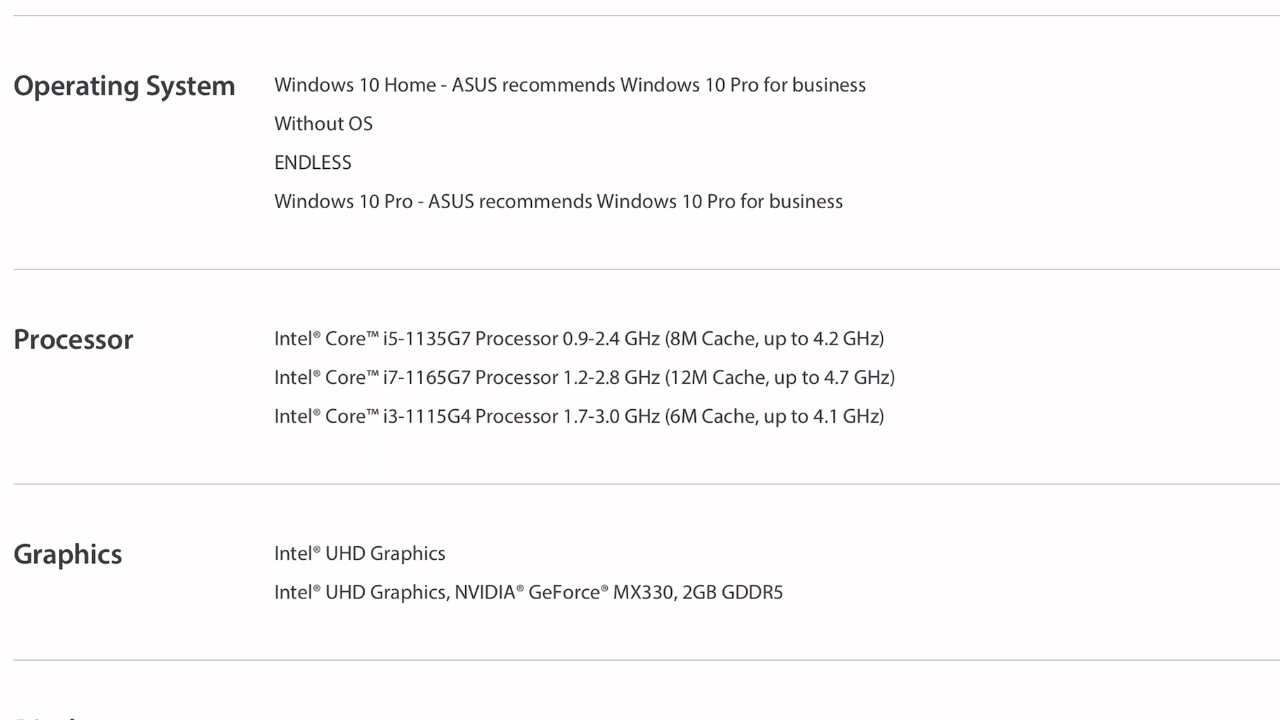 Operating System
Windows 10 Home - ASUS recommends Windows 10 Pro for business
Without OS
ENDLESS
Windows 10 Pro - ASUS recommends Windows 10 Pro for business
Processor
Intel® Core™ i5-1135G7 Processor 0.9-2.4 GHz (8M Cache, up to 4.2 GHz)
Intel® Core™ i7-1165G7 Processor 1.2-2.8 GHz (12M Cache, up to 4.7 GHz)
Intel® Core™ i3-1115G4 Processor 1.7-3.0 GHz (6M Cache, up to 4.1 GHz)
Graphics
Intel® UHD Graphics
Intel® UHD Graphics, NVIDIA® GeForce® MX330, 2GB GDDR5